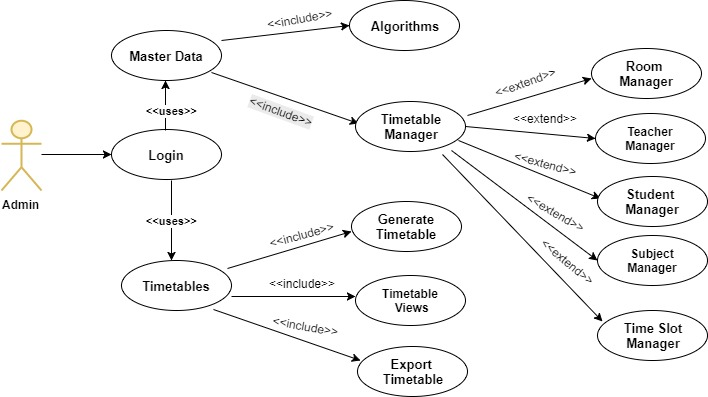 Algorithms
<<include>>
Master Data
<<include>>
Room
Manager
<<extend>>
<<uses>>
Timetable
Manager
<<extend>>
Teacher
Manager
Login
<<extend>>
Student
Manager
Admin
<<uses>>
Generate
Timetable
<<include>>
<<extend>>
Subject
Manager
<<extend>>
Timetables
<<include>>
Timetable
Views
<<include>>
Time Slot
Manager
Export
Timetable